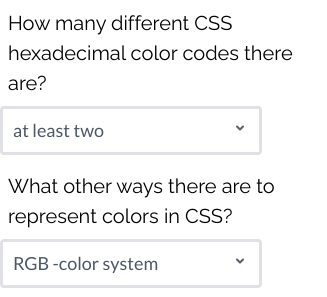 How many different CSS
hexadecimal color codes there
are?
at least two
What other ways there are to
represent colors in CSS?
RGB -color system